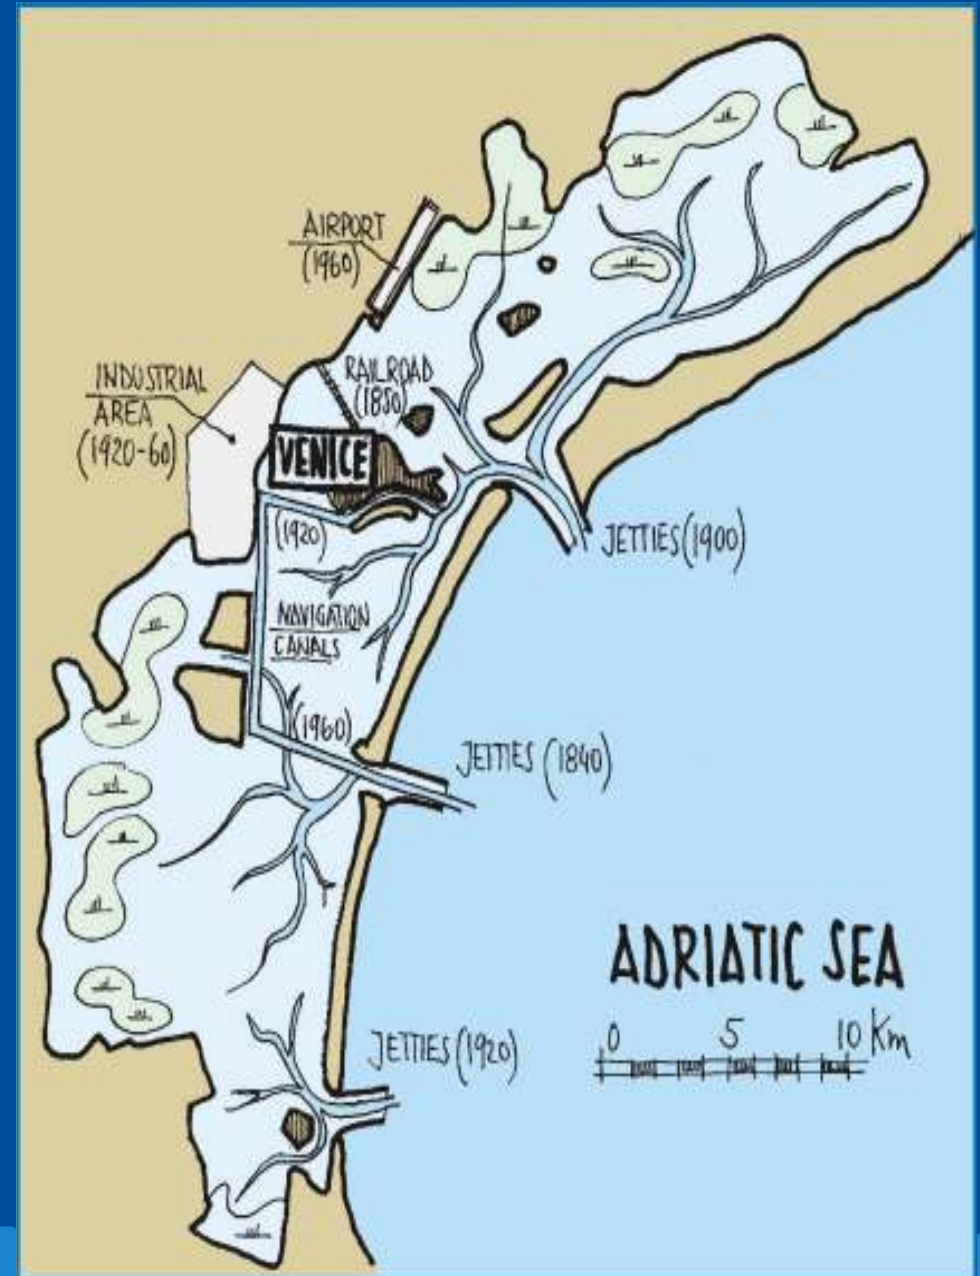 AIRPORT
(1960)
RAILROAD
(1850)
INDUSTRIAL
AREA
(1920-60)
VENICE
(1920)
JETTIES (1900)
NAVIGATION
CANALS
(1960)
JETTIES (1840)
ADRIATIC SEA
0 5 10 Km
JETTIES (1920)